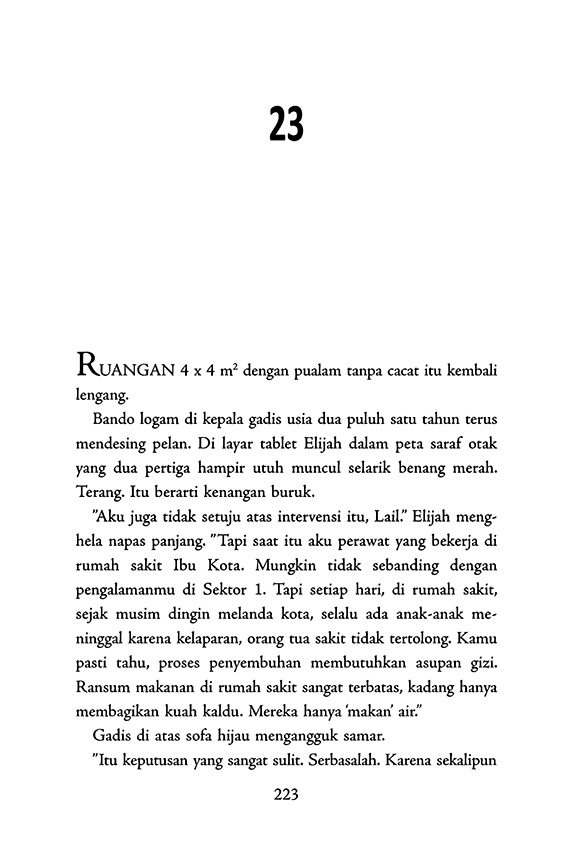 23
RUANGAN 4 x 4 m² dengan pualam tanpa cacat itu kembali
lengang.
Bando logam di kepala gadis usia dua puluh satu tahun terus
mendesing pelan. Di layar tablet Elijah dalam peta saraf otak
yang dua pertiga hampir utuh muncul selarik benang merah.
Terang. Itu berarti kenangan buruk.
”Aku juga tidak setuju atas intervensi itu, Lail.” Elijah meng-
hela napas panjang. ”Tapi saat itu aku perawat yang bekerja di
rumah sakit Ibu Kota. Mungkin tidak sebanding dengan
pengalamanmu di Sektor 1. Tapi setiap hari, di rumah sakit,
sejak musim dingin melanda kota, selalu ada anak-anak me-
ninggal karena kelaparan, orang tua sakit tidak tertolong. Kamu
pasti tahu, proses penyembuhan membutuhkan asupan gizi.
Ransum makanan di rumah sakit sangat terbatas, kadang hanya
membagikan kuah kaldu. Mereka hanya ‘makan’ air.”
Gadis di atas sofa hijau mengangguk samar.
”Itu keputusan yang sangat sulit. Serbasalah. Karena sekalipun
223